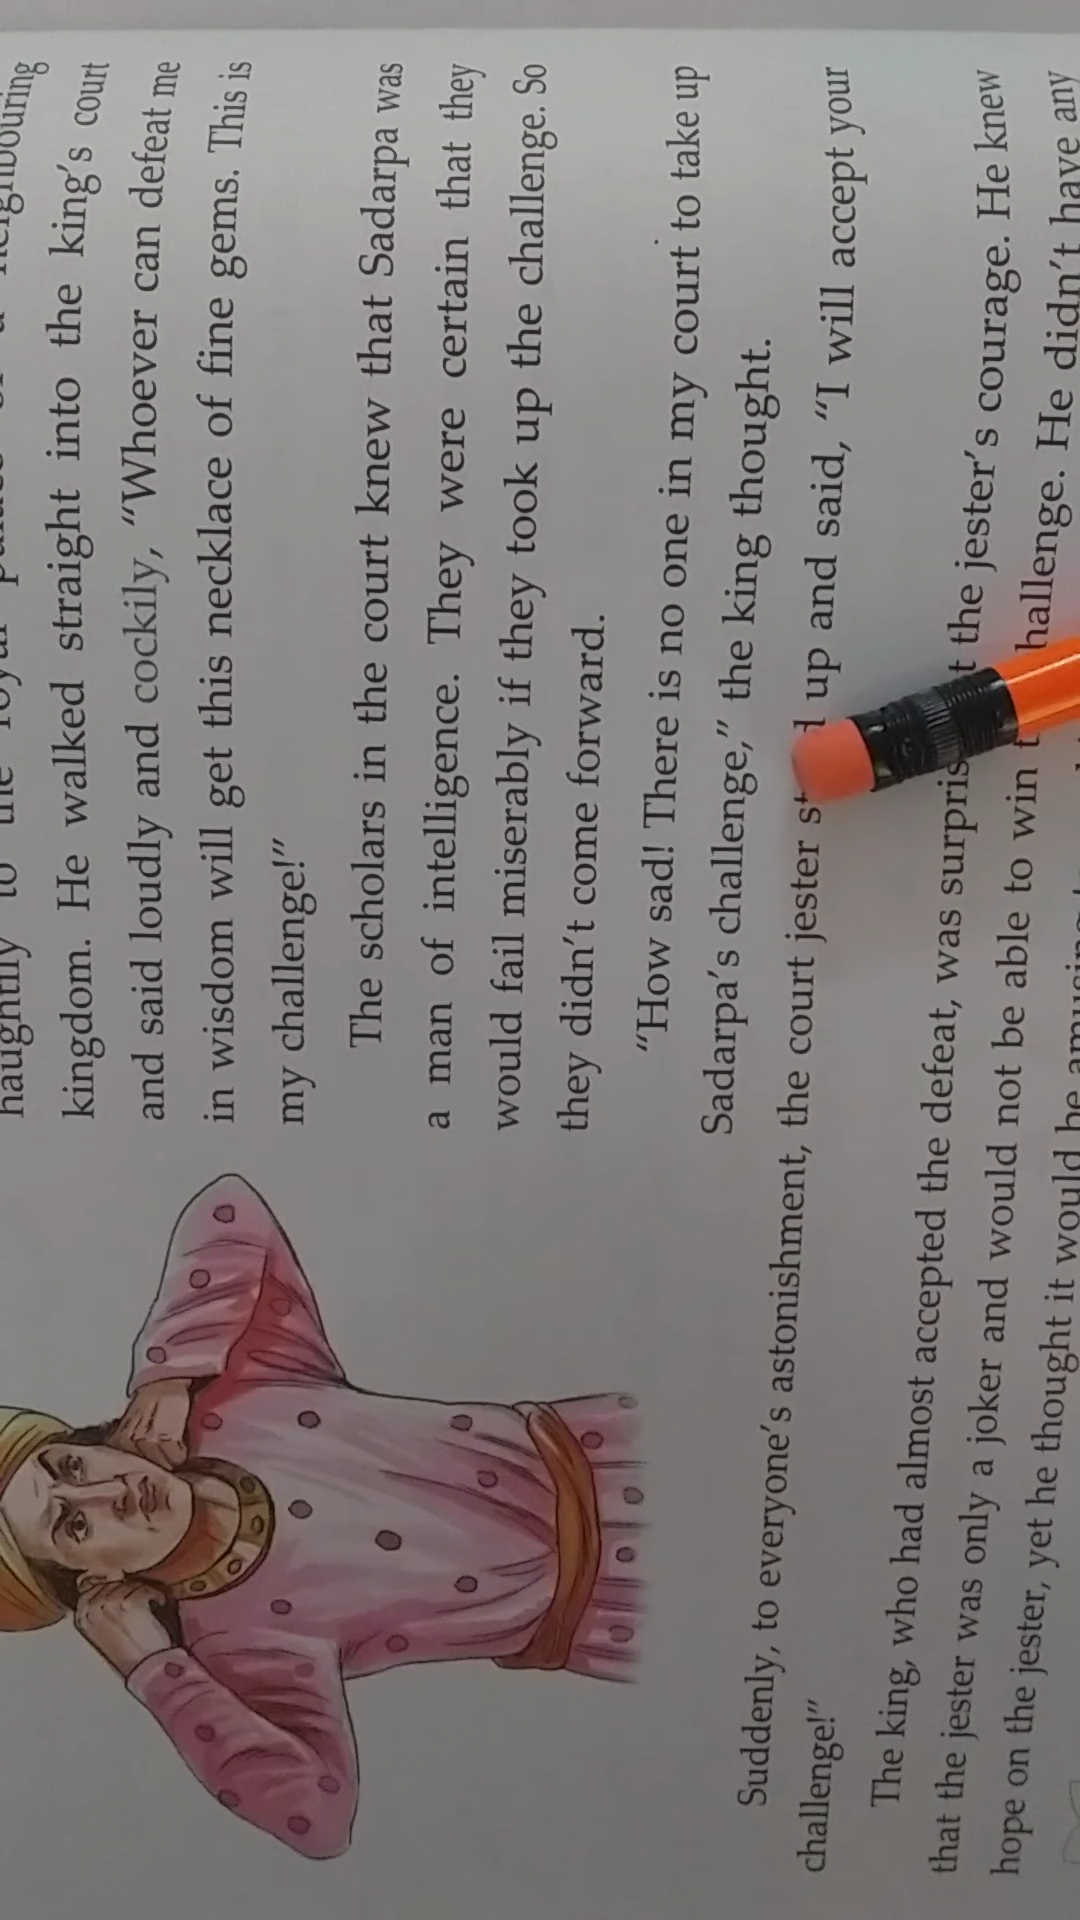 haughtily to the
kingdom. He walked straight into the king's court
and said loudly and cockily, "Whoever can defeat me
in wisdom will get this necklace of fine gems. This is
my challenge!"
The scholars in the court knew that Sadarpa was
a man of intelligence. They were certain that they
would fail miserably if they took up the challenge. So
they didn't come forward.
"How sad! There is no one in my court to take up
Sadarpa's challenge," the king thought.
Suddenly, to everyone's astonishment, the court jester up and said, "I will accept your
challenge!"
The king, who had almost accepted the defeat, was the jester's courage. He knew
that the jester was only a joker and would not be able to win He didn't have any
hope on the jester, yet he thought it would be